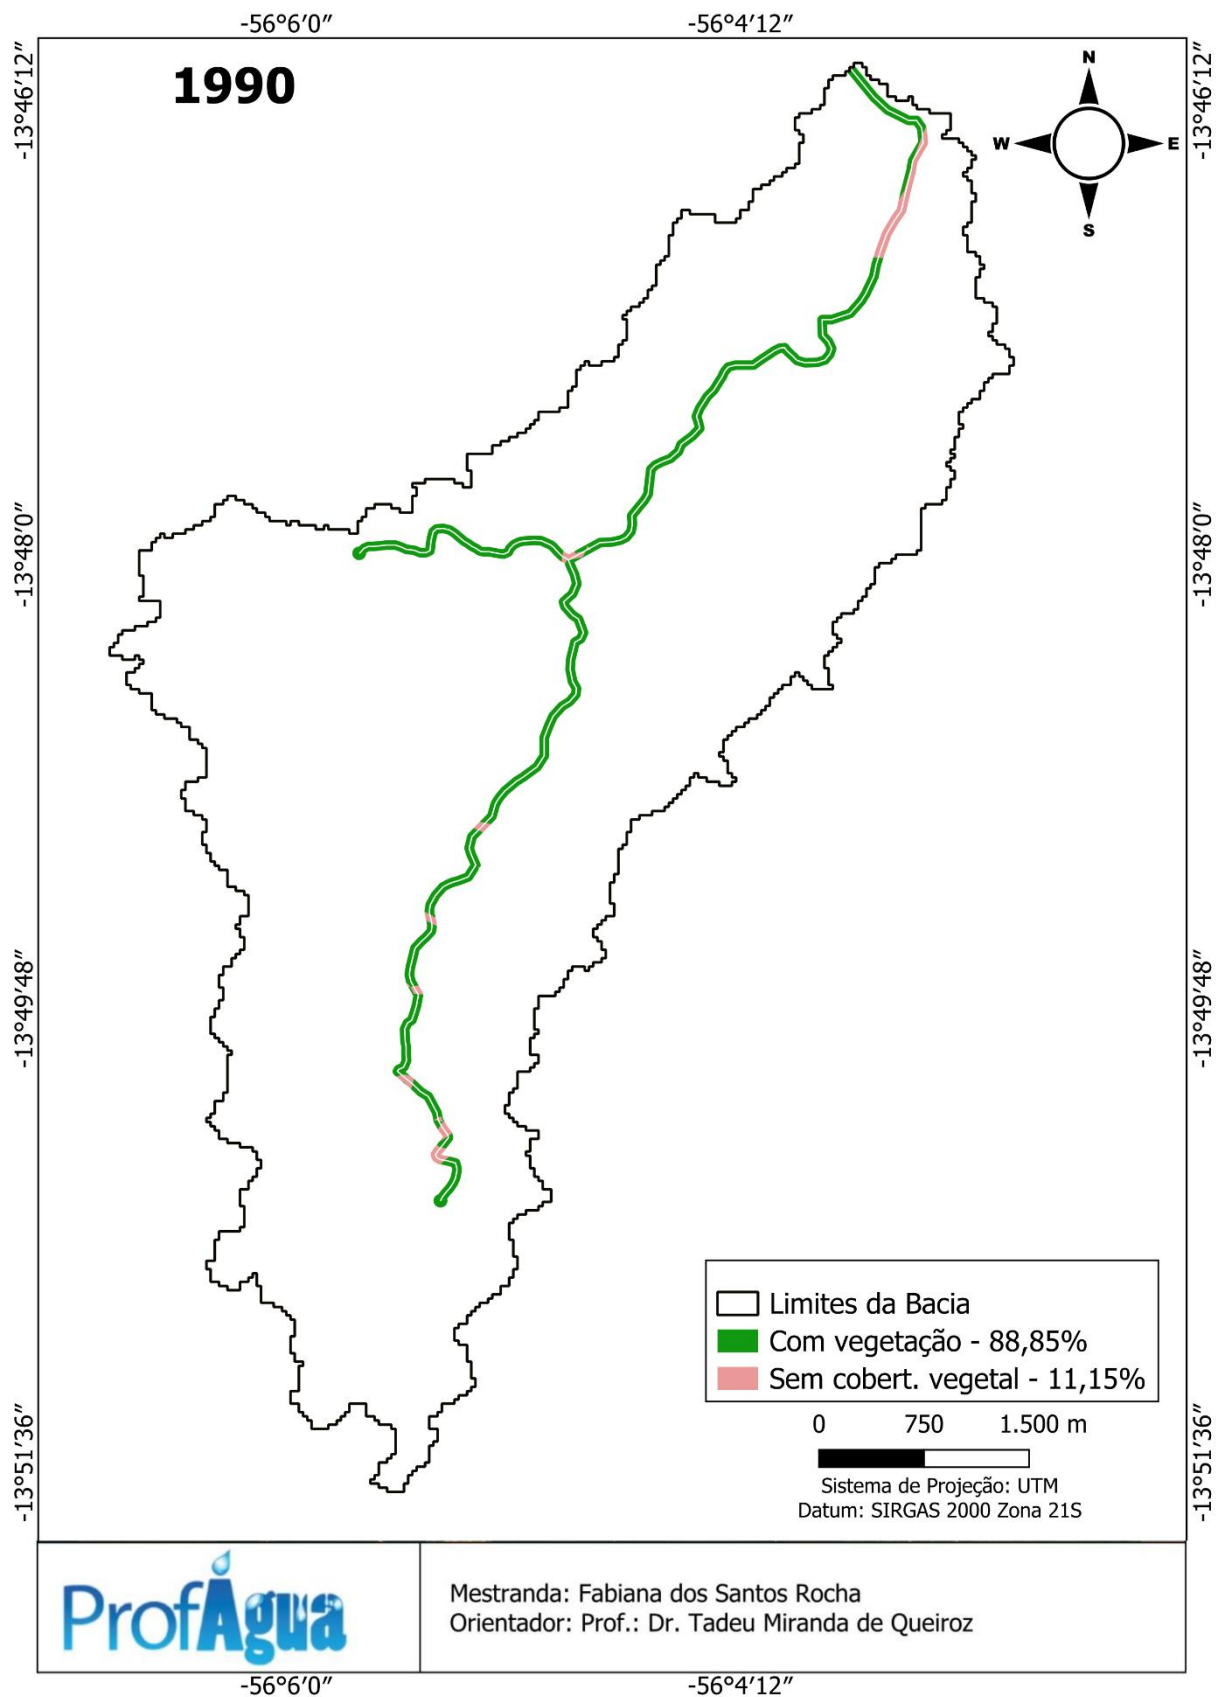 -56°6′0″
-56°4′12″
1990
-13°46′12″
-13°46′12″
N
W
E
S
-13°48′0″
-13°48′0″
-13°49′48″
-13°49′48″
Limites da Bacia
Com vegetação - 88,85%
Sem cobert. vegetal - 11,15%
0 750 1.500 m
Sistema de Projeção: UTM
Datum: SIRGAS 2000 Zona 21S
-13°51′36″
-13°51′36″
ProfÁgua
Mestranda: Fabiana dos Santos Rocha
Orientador: Prof.: Dr. Tadeu Miranda de Queiroz
-56°6′0″
-56°4′12″